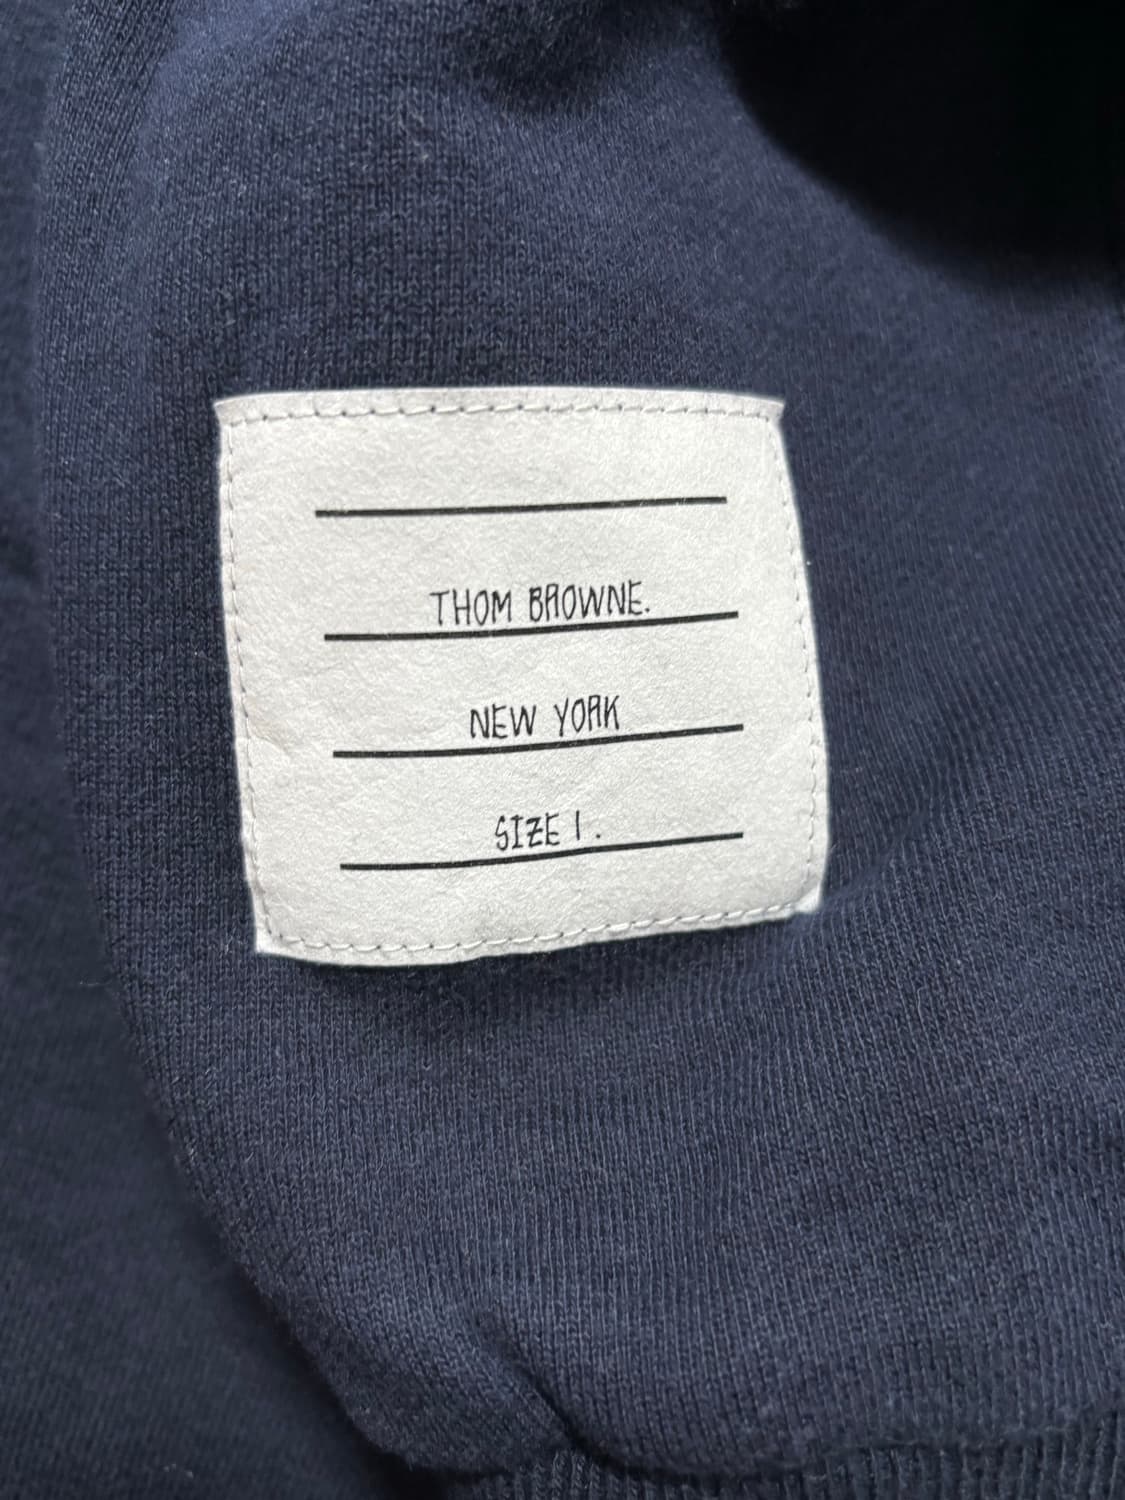 THOM BROWNE.
NEW YORK
SIZE 1.